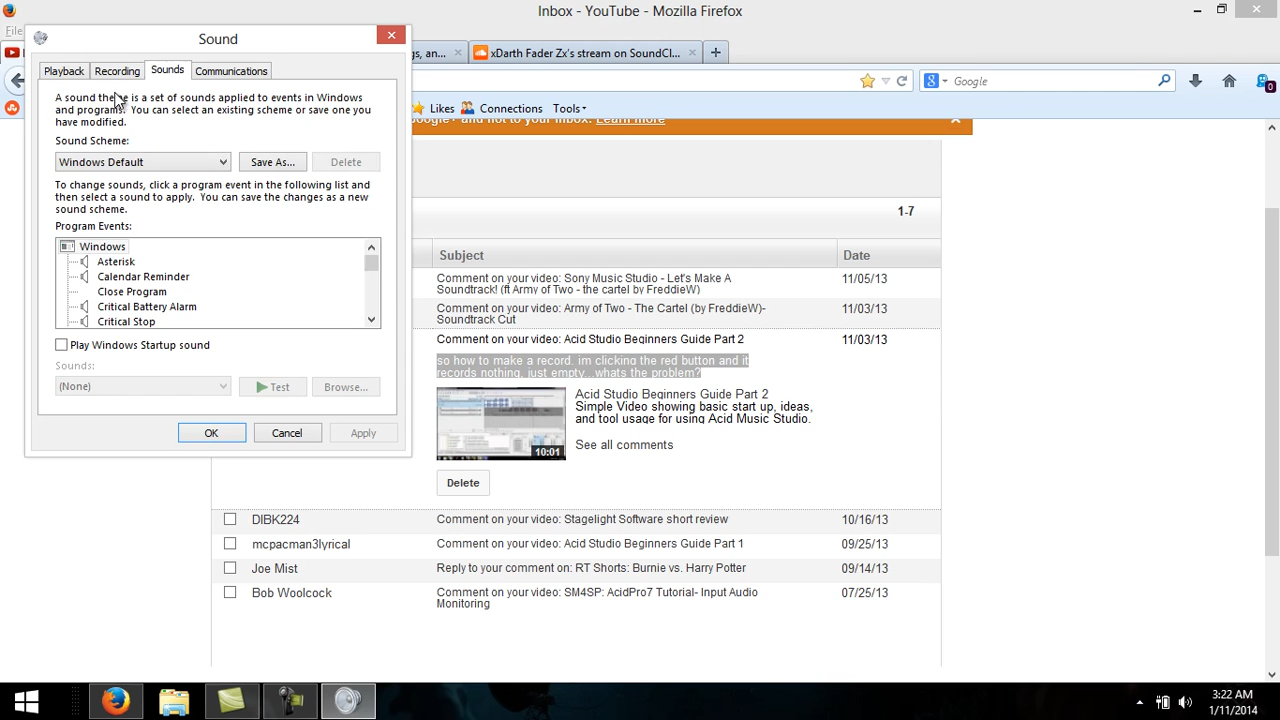 Inbox - YouTube - Mozilla Firefox
File
Sound
gs, an...
xDarth Fader Zx's stream on SoundCl...
Playback
Recording
Sounds
Communications
Google
Likes
Connections
Tools
A sound theme is a set of sounds applied to events in Windows
and programs. You can select an existing scheme or save one you
have modified.
Google+ and not to your inbox. Learn more
Sound Scheme:
Windows Default
Save As...
Delete
To change sounds, click a program event in the following list and
then select a sound to apply. You can save the changes as a new
sound scheme.
1-7
Program Events:
Windows
Asterisk
Calendar Reminder
Close Program
Critical Battery Alarm
Critical Stop
Play Windows Startup sound
Sounds:
(None)
Test
Browse...
OK
Cancel
Apply
Subject
Date
Comment on your video: Sony Music Studio - Let's Make A
Soundtrack! (ft Army of Two - the cartel by FreddieW)
11/05/13
Comment on your video: Army of Two - The Cartel (by FreddieW)-
Soundtrack Cut
11/03/13
Comment on your video: Acid Studio Beginners Guide Part 2
11/03/13
so how to make a record. im clicking the red button and it
records nothing, just empty...whats the problem?
Acid Studio Beginners Guide Part 2
Simple Video showing basic start up, ideas,
and tool usage for using Acid Music Studio.
See all comments
10:01
Delete
DIBK224
Comment on your video: Stagelight Software short review
10/16/13
mcpacman3lyrical
Comment on your video: Acid Studio Beginners Guide Part 1
09/25/13
Joe Mist
Reply to your comment on: RT Shorts: Burnie vs. Harry Potter
09/14/13
Bob Woolcock
Comment on your video: SM4SP: AcidPro7 Tutorial- Input Audio
Monitoring
07/25/13
3:22 AM
1/11/2014